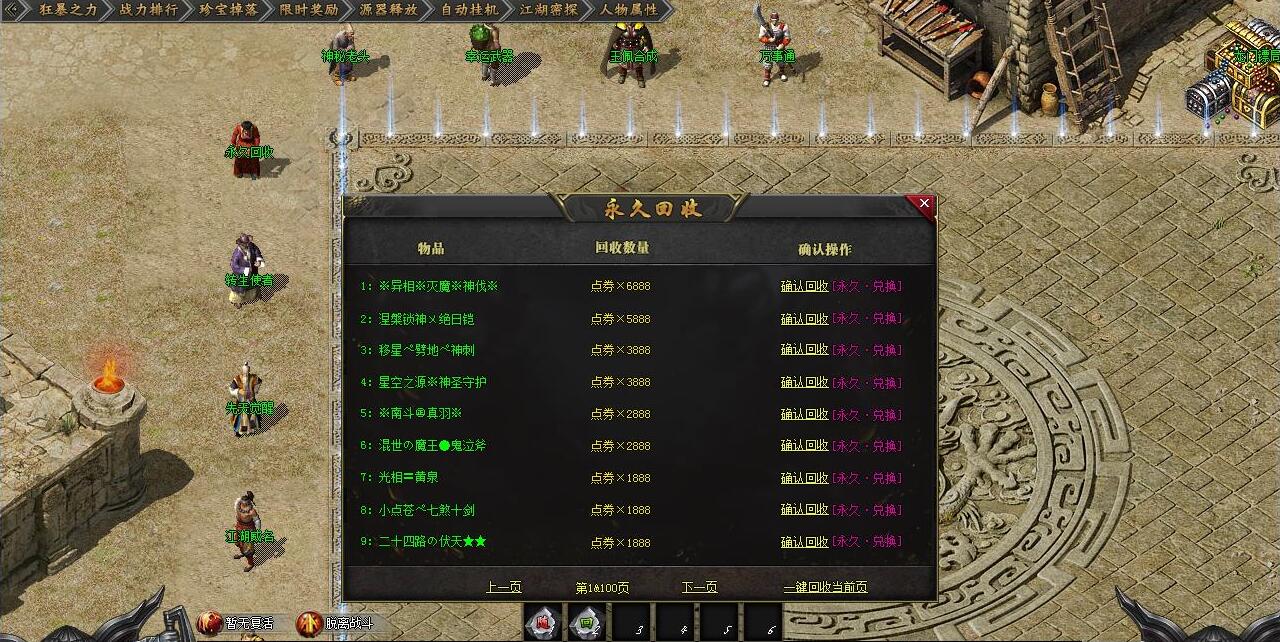 狂暴之力 战力排行 珍宝掉落 限时奖励 源器释放 自动挂机 江湖密探 人物属性
神秘老头 幸运武器 玉佩合成 万事通 龙门镖局
永久回收
转生使者
先天觉醒
江湖威名
永久回收
物品 回收数量 确认操作
1: ※异相※灭魔※神伐※ 点券×6888 确认回收[永久·兑换]
2: 涅槃锁神×绝日铠 点券×5888 确认回收[永久·兑换]
3: 移星ぺ劈地ぺ神刺 点券×3888 确认回收[永久·兑换]
4: 星空之源※神圣守护 点券×3888 确认回收[永久·兑换]
5: ※南斗@真羽※ 点券×2888 确认回收[永久·兑换]
6: 混世の魔王●鬼泣斧 点券×2888 确认回收[永久·兑换]
7: 光相〓黄泉 点券×1888 确认回收[永久·兑换]
8: 小点苍ぺ七煞十剑 点券×1888 确认回收[永久·兑换]
9: 二十四路の伏天★★ 点券×1888 确认回收[永久·兑换]
上一页 第1&100页 下一页 一键回收当前页
暂无复活 脱离战斗
随 1 回 2 3 4 5 6